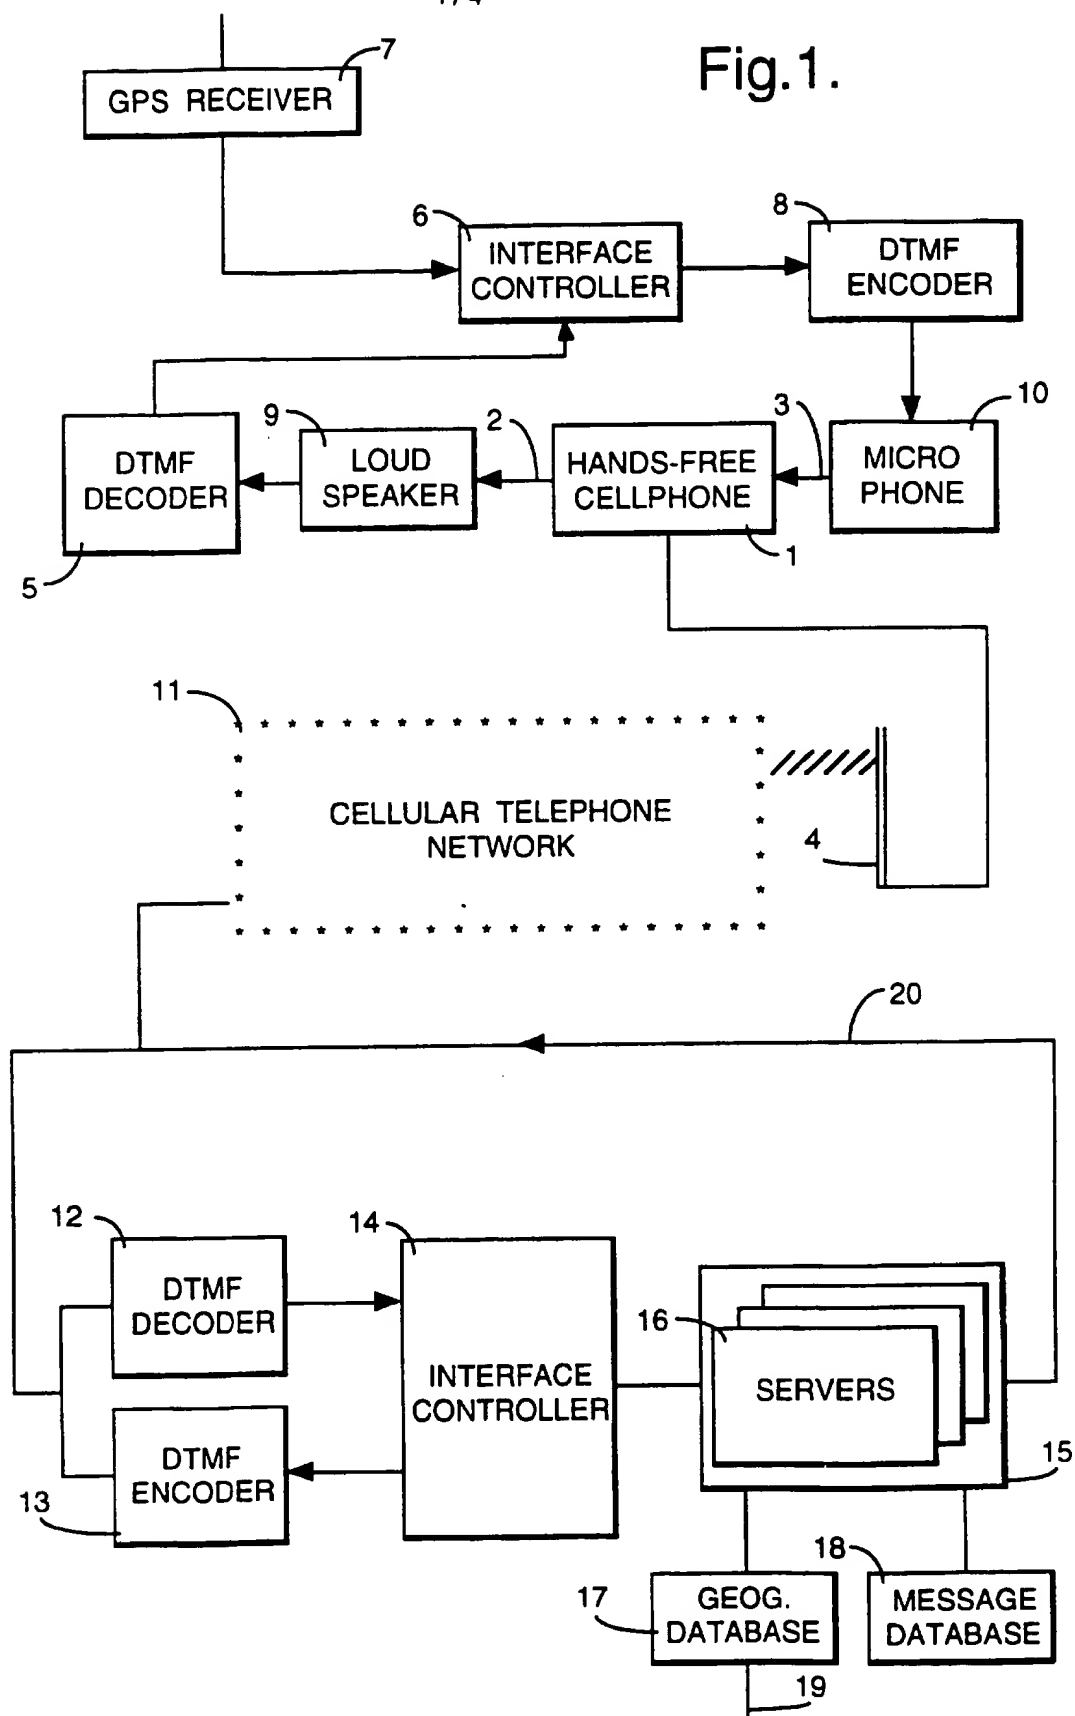 1/4
Fig.1.
7
GPS RECEIVER
6
8
INTERFACE
CONTROLLER
DTMF
ENCODER
9
2
3
10
DTMF
DECODER
LOUD
SPEAKER
HANDS-FREE
CELLPHONE
MICRO
PHONE
5
1
11
CELLULAR TELEPHONE
NETWORK
4
20
12
14
DTMF
DECODER
16
INTERFACE
CONTROLLER
SERVERS
DTMF
ENCODER
13
15
17
18
GEOG.
DATABASE
MESSAGE
DATABASE
19